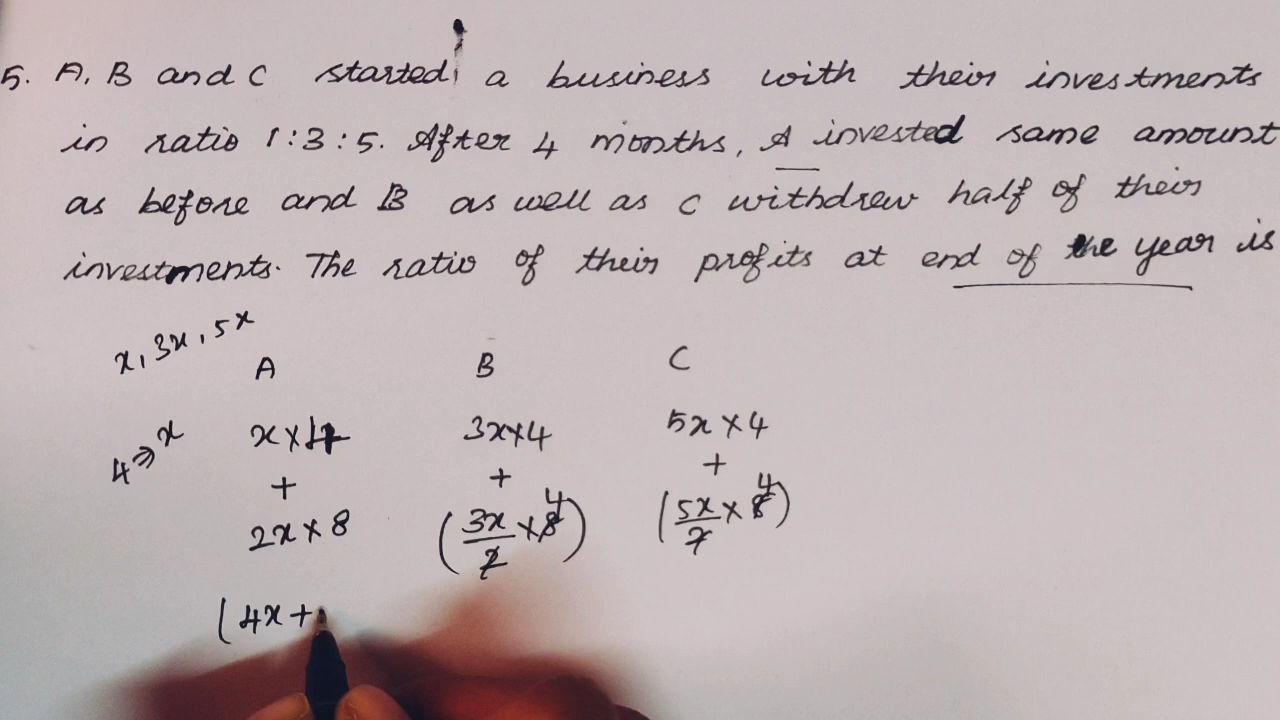 5. A, B and C started a business with their investments
in ratio 1:3:5. After 4 months, A invested same amount
as before and B as well as C withdrew half of their
investments. The ratio of their profits at end of the year is
x, 3x, 5x
A B C
4 ⇒ x x×4 3x×4 5x×4
+ + +
2x×8 (3x/2 × 8 4) (5x/2 × 8 4)
(4x+